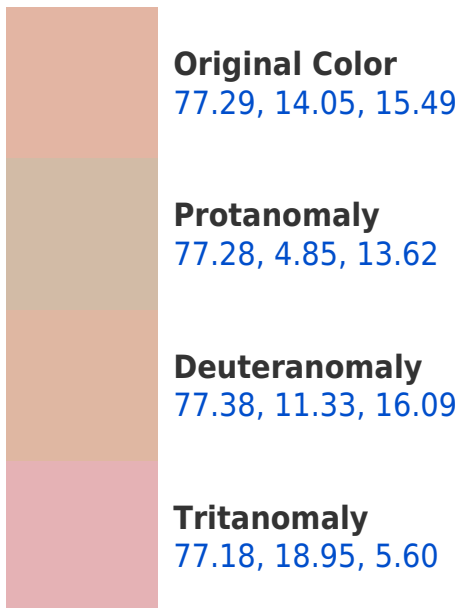 Original Color
77.29, 14.05, 15.49
Protanomaly
77.28, 4.85, 13.62
Deuteranomaly
77.38, 11.33, 16.09
Tritanomaly
77.18, 18.95, 5.60